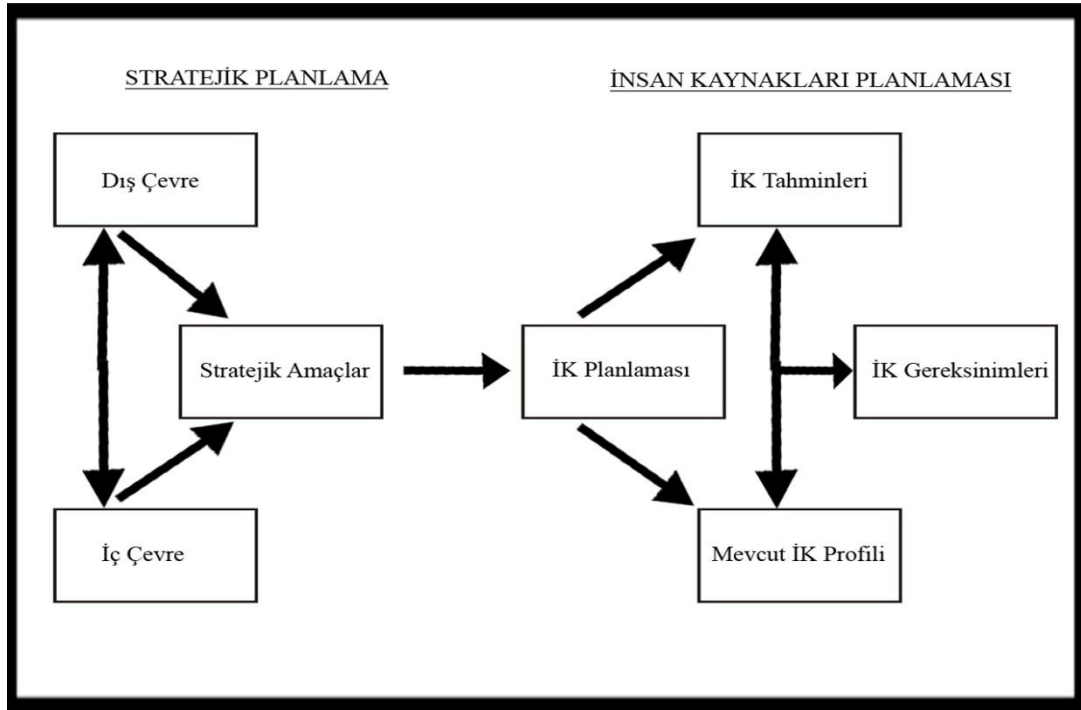 STRATEJİK PLANLAMA
İNSAN KAYNAKLARI PLANLAMASI
Dış Çevre
İK Tahminleri
Stratejik Amaçlar
İK Planlaması
İK Gereksinimleri
İç Çevre
Mevcut İK Profili